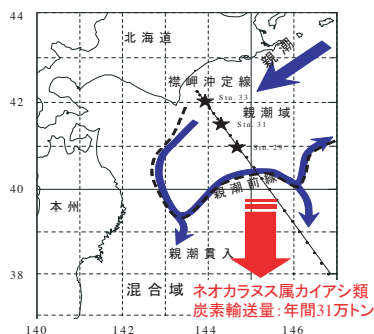 44
42
40
38
北海道
親潮
襟岬沖定線
Stn. 33
親潮域
Stn. 31
Stn. 29
親潮前線
本州
親潮貫入
混合域
ネオカラヌス属カイアシ類
炭素輸送量：年間31万トン
140
142
144
146